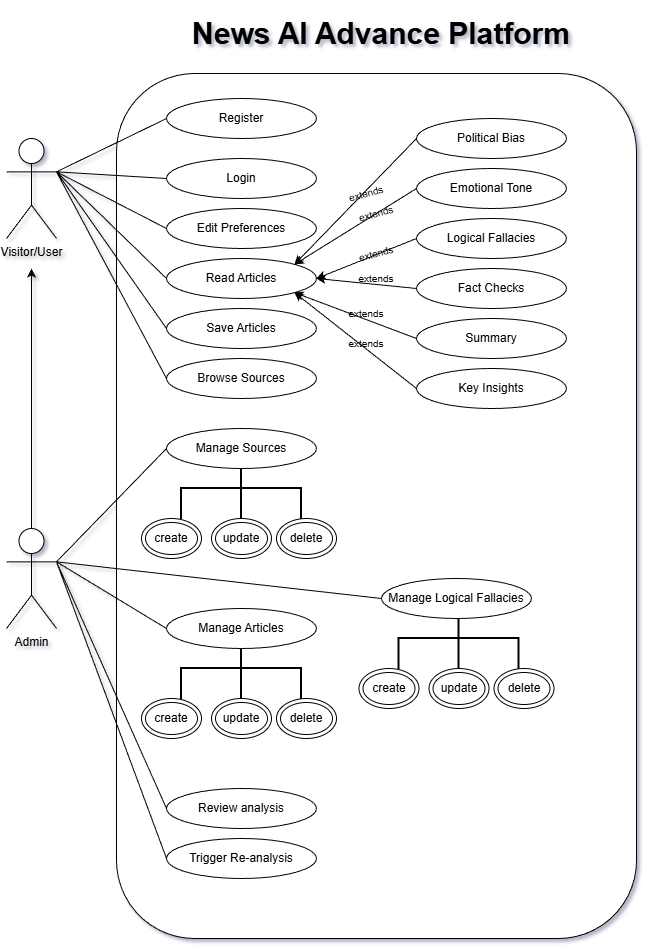 News AI Advance Platform
Register
Political Bias
Login
Emotional Tone
extends
extends
Visitor/User
Edit Preferences
Logical Fallacies
extends
Read Articles
extends
Fact Checks
Save Articles
extends
Summary
extends
Browse Sources
Key Insights
Manage Sources
create
update
delete
Admin
Manage Logical Fallacies
Manage Articles
create
update
delete
create
update
delete
Review analysis
Trigger Re-analysis